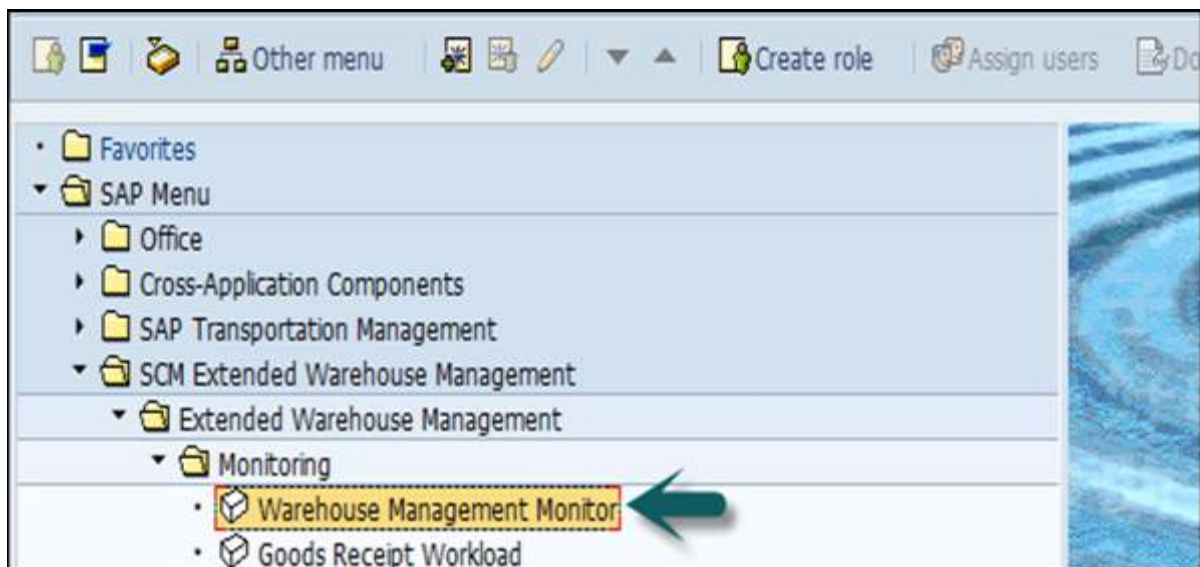 Other menu Create role Assign users Do
Favorites
SAP Menu
Office
Cross-Application Components
SAP Transportation Management
SCM Extended Warehouse Management
Extended Warehouse Management
Monitoring
Warehouse Management Monitor
Goods Receipt Workload